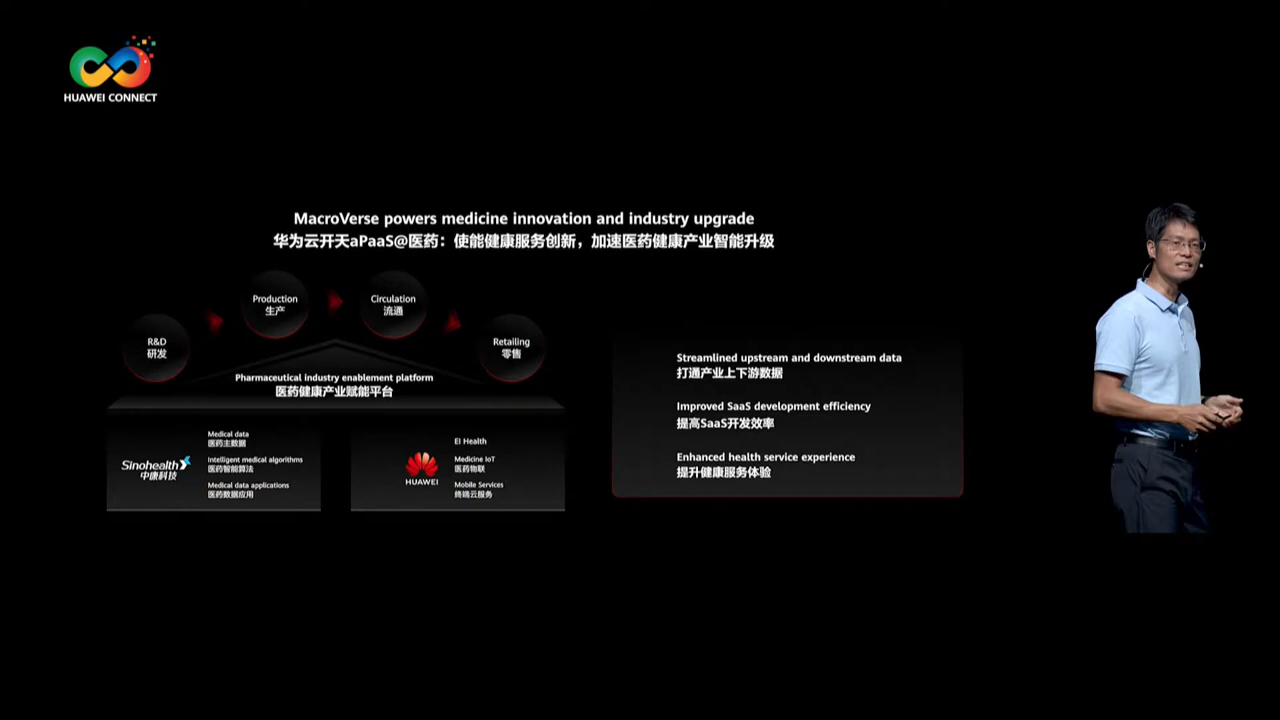 HUAWEI CONNECT
MacroVerse powers medicine innovation and industry upgrade
华为云开天aPaaS@医药：使能健康服务创新，加速医药健康产业智能升级
R&D
研发
Production
生产
Circulation
流通
Retailing
零售
Pharmaceutical industry enablement platform
医药健康产业赋能平台
Sinohealth
中康科技
Medical data
医药主数据
Intelligent medical algorithms
医药智能算法
Medical data applications
医药数据应用
HUAWEI
EI Health
Medicine IoT
医药物联
Mobile Services
终端云服务
Streamlined upstream and downstream data
打通产业上下游数据
Improved SaaS development efficiency
提高SaaS开发效率
Enhanced health service experience
提升健康服务体验